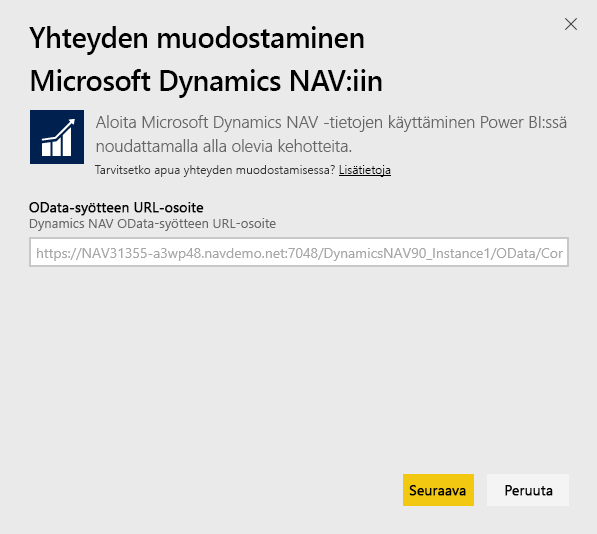 Yhteyden muodostaminen
Microsoft Dynamics NAV:iin
Aloita Microsoft Dynamics NAV -tietojen käyttäminen Power BI:ssä
noudattamalla alla olevia kehotteita.
Tarvitsetko apua yhteyden muodostamisessa? Lisätietoja
OData-syötteen URL-osoite
Dynamics NAV OData-syötteen URL-osoite
https://NAV31355-a3wp48.navdemo.net:7048/DynamicsNAV90_Instance1/OData/Cor
Seuraava Peruuta